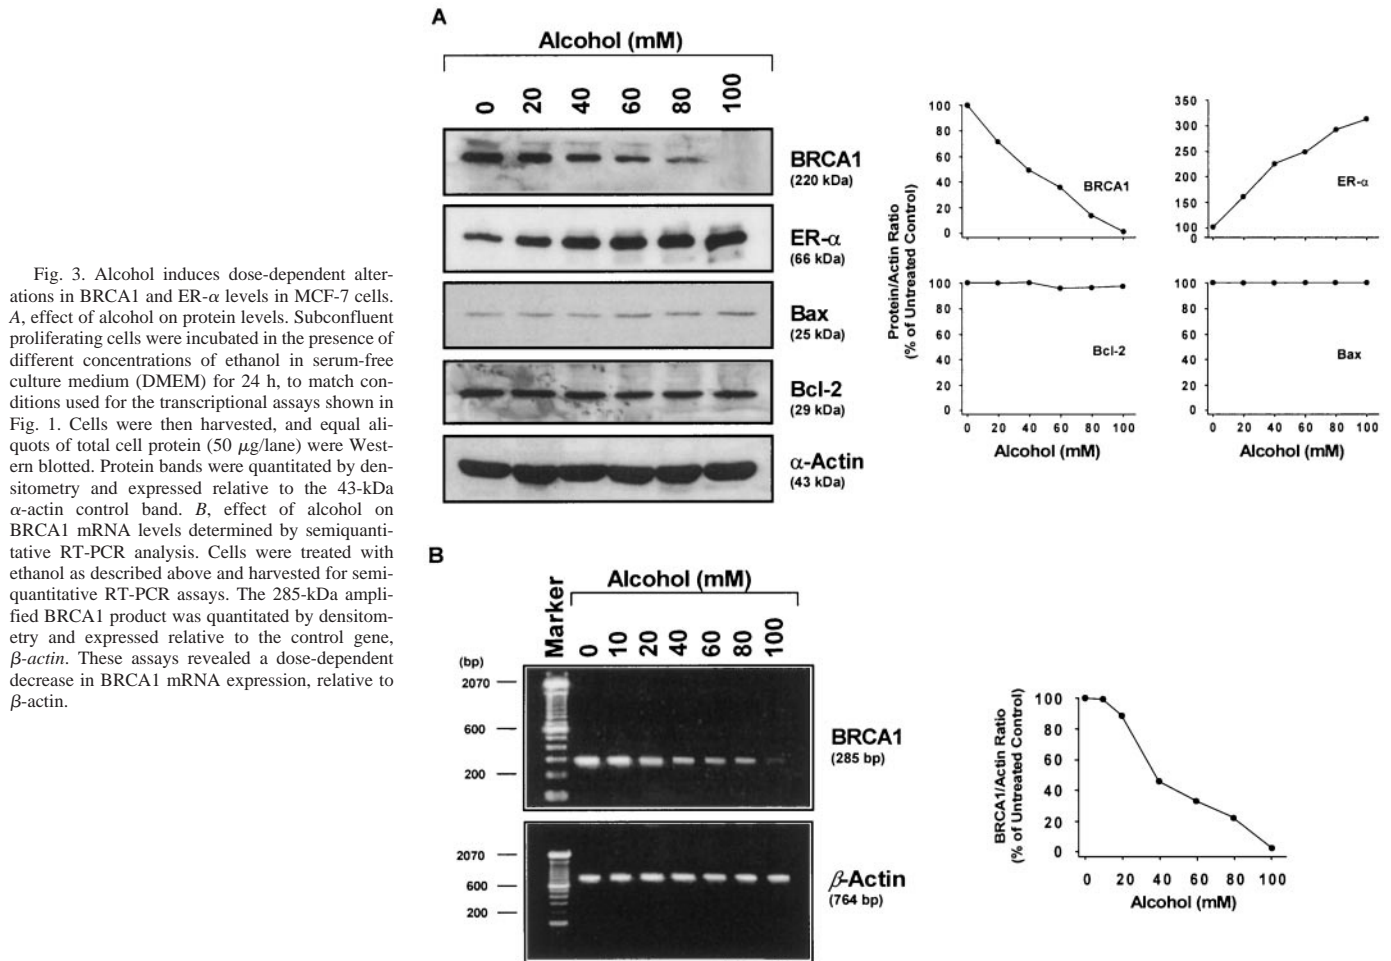 Fig. 3. Alcohol induces dose-dependent alter-
ations in BRCA1 and ER-α levels in MCF-7 cells.
A, effect of alcohol on protein levels. Subconfluent
proliferating cells were incubated in the presence of
different concentrations of ethanol in serum-free
culture medium (DMEM) for 24 h, to match con-
ditions used for the transcriptional assays shown in
Fig. 1. Cells were then harvested, and equal ali-
quots of total cell protein (50 μg/lane) were West-
ern blotted. Protein bands were quantitated by den-
sitometry and expressed relative to the 43-kDa
α-actin control band. B, effect of alcohol on
BRCA1 mRNA levels determined by semiquanti-
tative RT-PCR analysis. Cells were treated with
ethanol as described above and harvested for semi-
quantitative RT-PCR assays. The 285-kDa ampli-
fied BRCA1 product was quantitated by densitom-
etry and expressed relative to the control gene,
β-actin. These assays revealed a dose-dependent
decrease in BRCA1 mRNA expression, relative to
β-actin.
A
Alcohol (mM)
0 20 40 60 80 100
BRCA1
(220 kDa)
ER-α
(66 kDa)
Bax
(25 kDa)
Bcl-2
(29 kDa)
α-Actin
(43 kDa)
Protein/Actin Ratio
(% of Untreated Control)
100
80
60
40
20
0
BRCA1
350
300
250
200
150
100
0
ER-α
100
80
60
40
20
0
Bcl-2
0 20 40 60 80 100
Alcohol (mM)
100
80
60
40
20
0
Bax
0 20 40 60 80 100
Alcohol (mM)
B
Alcohol (mM)
Marker 0 10 20 40 60 80 100
(bp)
2070
600
200
BRCA1
(285 bp)
2070
600
200
β-Actin
(764 bp)
BRCA1/Actin Ratio
(% of Untreated Control)
100
80
60
40
20
0
0 20 40 60 80 100
Alcohol (mM)